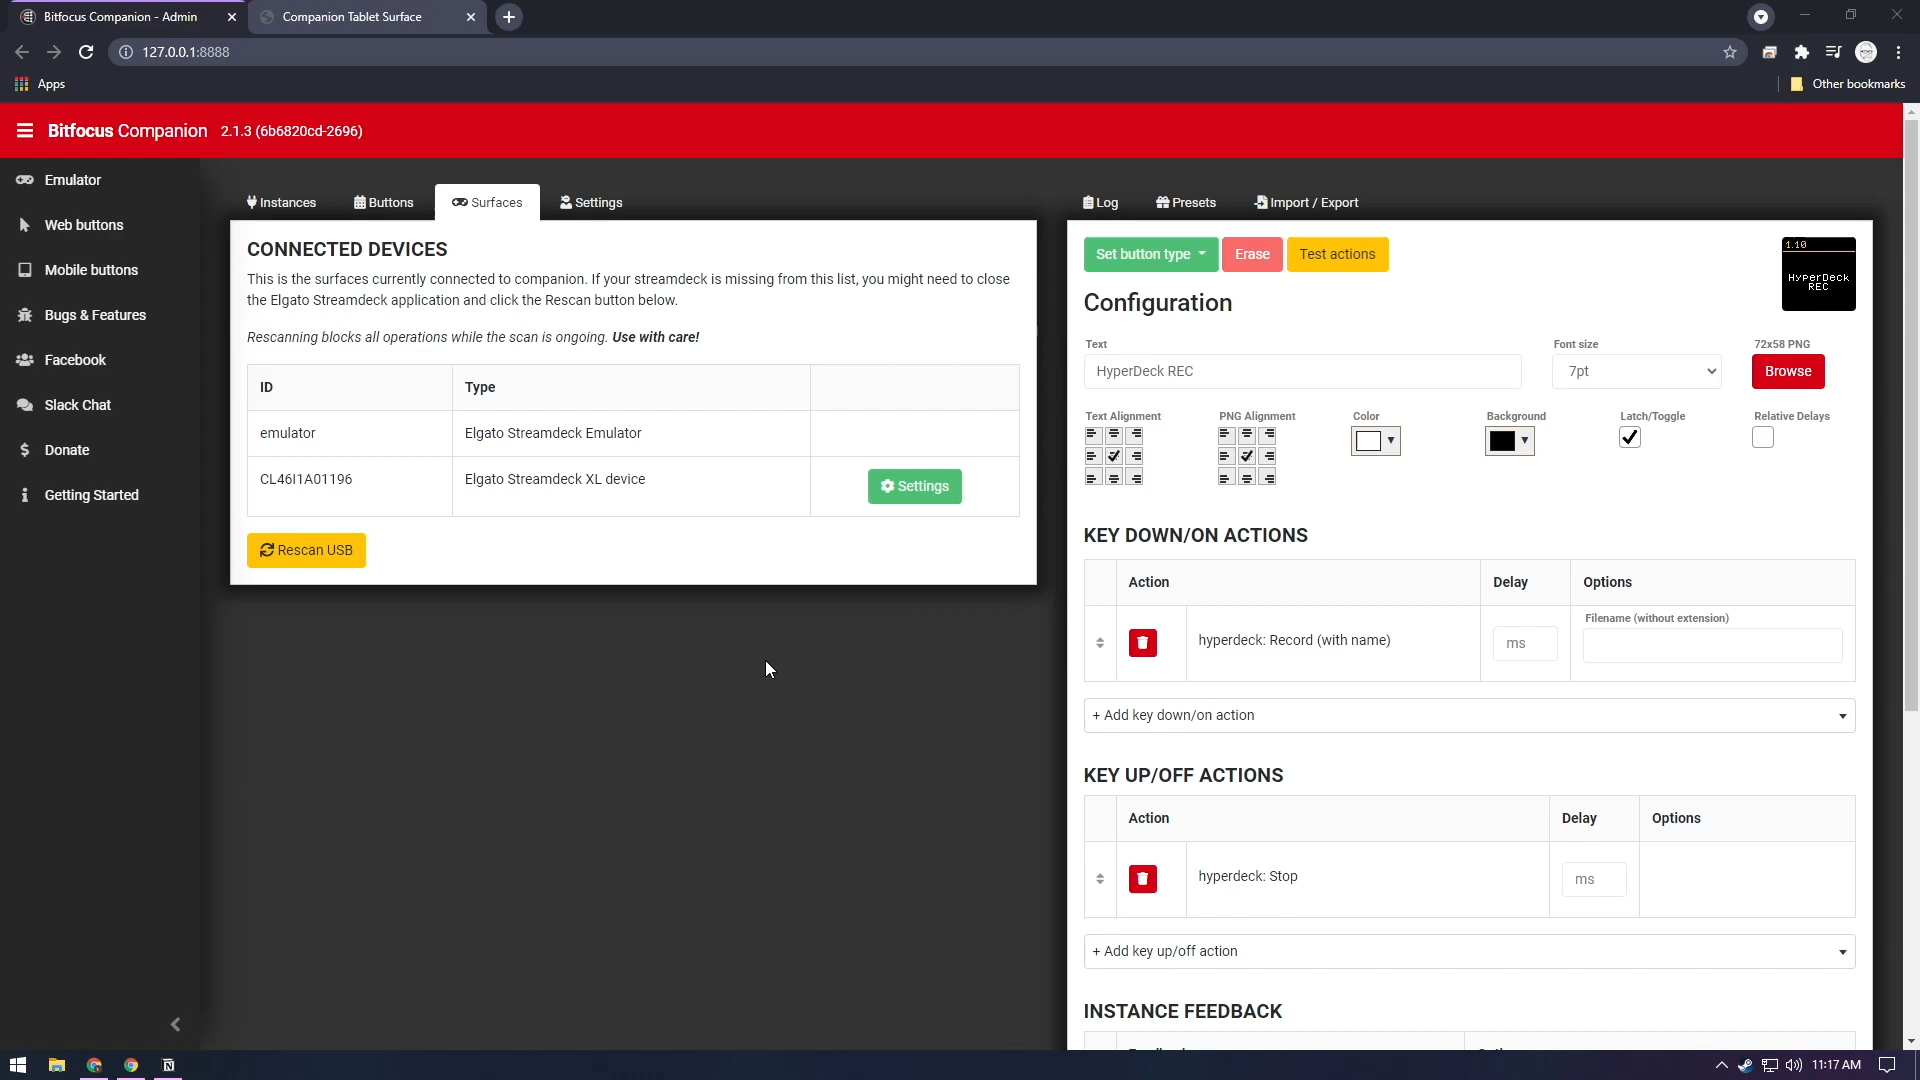 Bitfocus Companion - Admin
Companion Tablet Surface
127.0.0.1:8888
Apps
Other bookmarks
Bitfocus Companion 2.1.3 (6b6820cd-2696)
Emulator
Web buttons
Mobile buttons
Bugs & Features
Facebook
Slack Chat
Donate
Getting Started
Instances
Buttons
Surfaces
Settings
CONNECTED DEVICES
This is the surfaces currently connected to companion. If your streamdeck is missing from this list, you might need to close
the Elgato Streamdeck application and click the Rescan button below.
Rescanning blocks all operations while the scan is ongoing. Use with care!
ID Type
emulator Elgato Streamdeck Emulator
CL46I1A01196 Elgato Streamdeck XL device Settings
Rescan USB
Log
Presets
Import / Export
Set button type
Erase
Test actions
1.10
HyperDeck
REC
Configuration
Text
HyperDeck REC
Font size
7pt
72x58 PNG
Browse
Text Alignment
PNG Alignment
Color
Background
Latch/Toggle
Relative Delays
KEY DOWN/ON ACTIONS
Action Delay Options
hyperdeck: Record (with name)
ms
Filename (without extension)
+ Add key down/on action
KEY UP/OFF ACTIONS
Action Delay Options
hyperdeck: Stop
ms
+ Add key up/off action
INSTANCE FEEDBACK
11:17 AM